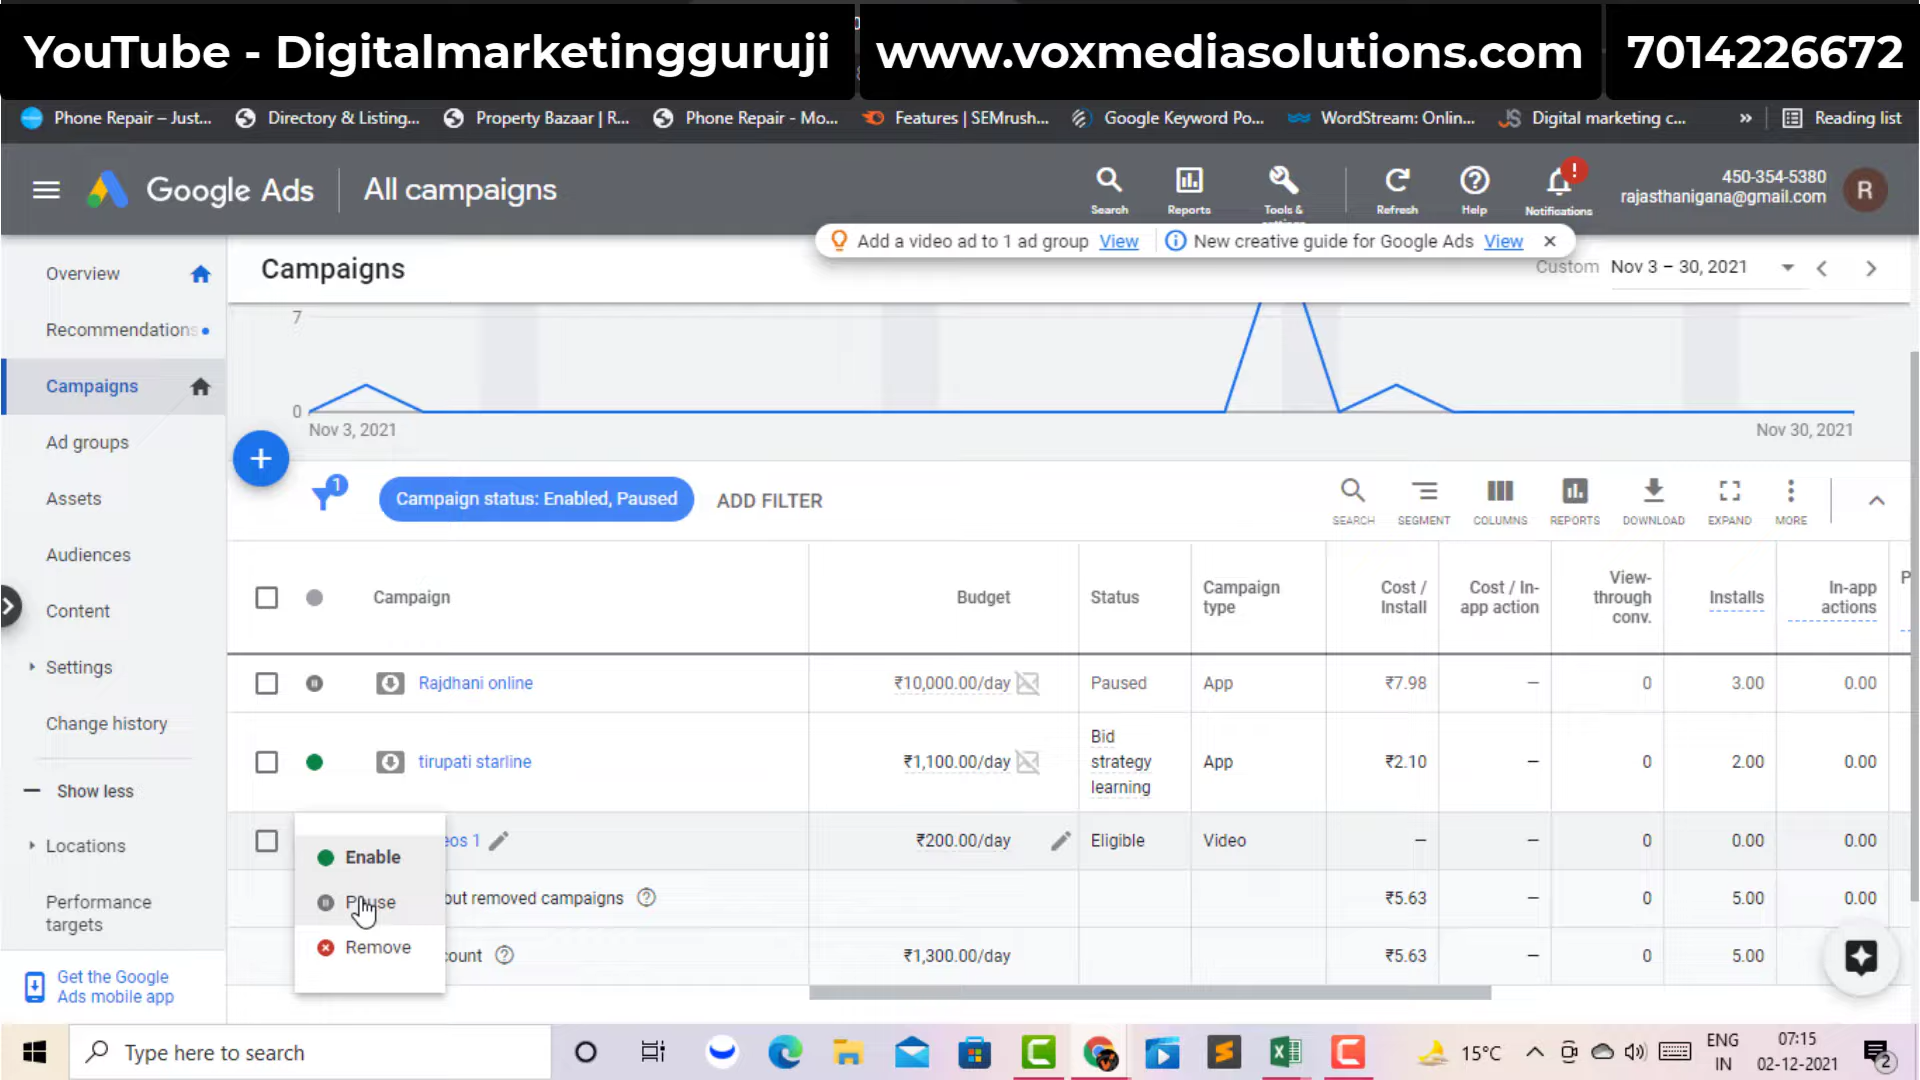 YouTube - Digitalmarketingguruji
www.voxmediasolutions.com
7014226672
Phone Repair – Just...
Directory & Listing...
Property Bazaar | R...
Phone Repair - Mo...
Features | SEMrush...
Google Keyword Po...
WordStream: Onlin...
Digital marketing c...
»
Reading list
Google Ads
All campaigns
Search
Reports
Tools &
Refresh
Help
Notifications
450-354-5380
rajasthanigana@gmail.com
R
Add a video ad to 1 ad group View
New creative guide for Google Ads View
Overview
Recommendations
Campaigns
Ad groups
Assets
Audiences
Content
Settings
Change history
Show less
Locations
Performance
targets
Get the Google
Ads mobile app
Campaigns
Custom Nov 3 – 30, 2021
7
0
Nov 3, 2021
Nov 30, 2021
1
Campaign status: Enabled, Paused
ADD FILTER
SEARCH
SEGMENT
COLUMNS
REPORTS
DOWNLOAD
EXPAND
MORE
Campaign
Budget
Status
Campaign
type
Cost /
Install
Cost / In-
app action
View-
through
conv.
Installs
In-app
actions
P
Rajdhani online ₹10,000.00/day Paused App ₹7.98 — 0 3.00 0.00
tirupati starline ₹1,100.00/day Bid
strategy
learning
App ₹2.10 — 0 2.00 0.00
eos 1 ₹200.00/day Eligible Video — — 0 0.00 0.00
but removed campaigns ₹5.63 — 0 5.00 0.00
ount ₹1,300.00/day ₹5.63 — 0 5.00
Enable
Pause
Remove
Type here to search
15°C
ENG
IN
07:15
02-12-2021
2